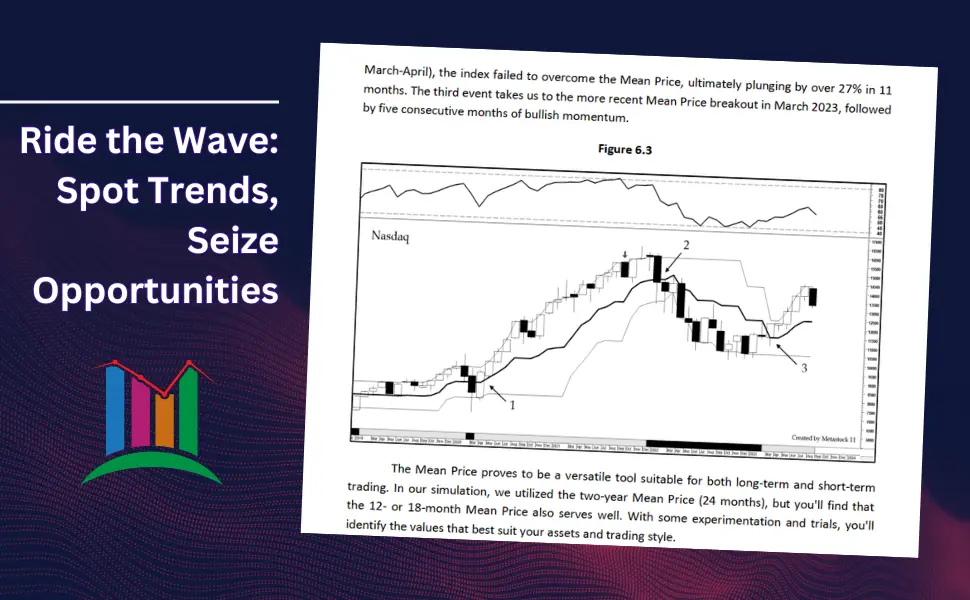 Ride the Wave:
Spot Trends,
Seize
Opportunities
March-April), the index failed to overcome the Mean Price, ultimately plunging by over 27% in 11
months. The third event takes us to the more recent Mean Price breakout in March 2023, followed
by five consecutive months of bullish momentum.
Figure 6.3
Nasdaq
2
1
3
Created by Metastock 11
The Mean Price proves to be a versatile tool suitable for both long-term and short-term
trading. In our simulation, we utilized the two-year Mean Price (24 months), but you'll find that
the 12- or 18-month Mean Price also serves well. With some experimentation and trials, you'll
identify the values that best suit your assets and trading style.